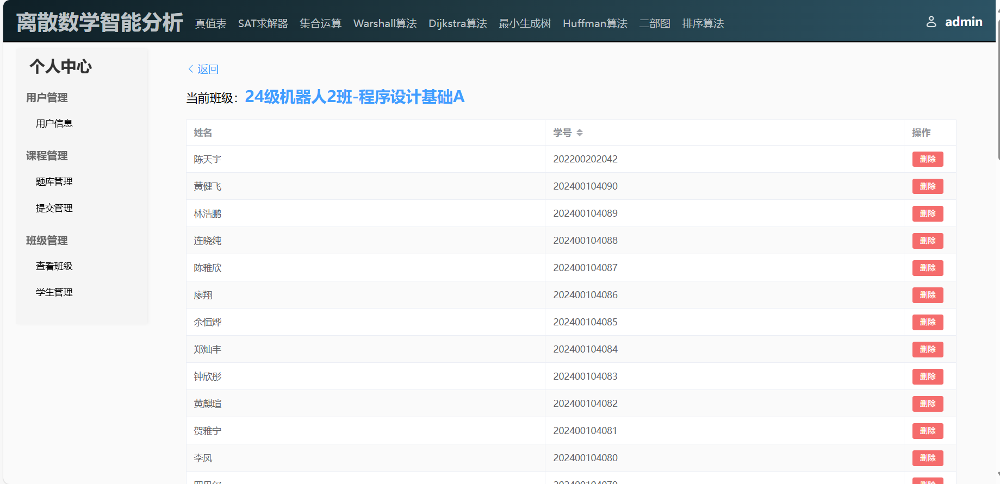 离散数学智能分析 真值表 SAT求解器 集合运算 Warshall算法 Dijkstra算法 最小生成树 Huffman算法 二部图 排序算法 admin
个人中心
用户管理
用户信息
课程管理
题库管理
提交管理
班级管理
查看班级
学生管理
返回
当前班级：24级机器人2班-程序设计基础A
姓名 学号 操作
陈天宇 202200202042 删除
黄健飞 202400104090 删除
林浩鹏 202400104089 删除
连晓纯 202400104088 删除
陈雅欣 202400104087 删除
廖翔 202400104086 删除
余恒烨 202400104085 删除
郑灿丰 202400104084 删除
钟欣彤 202400104083 删除
黄麒瑄 202400104082 删除
贺雅宁 202400104081 删除
李凤 202400104080 删除
202400104079 删除